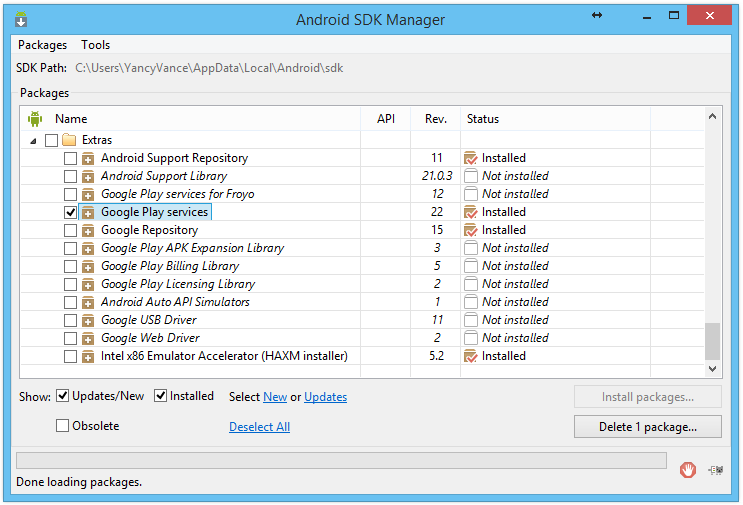 Android SDK Manager
Packages Tools
SDK Path: C:\Users\YancyVance\AppData\Local\Android\sdk
Packages
Name API Rev. Status
Extras
Android Support Repository 11 Installed
Android Support Library 21.0.3 Not installed
Google Play services for Froyo 12 Not installed
Google Play services 22 Installed
Google Repository 15 Installed
Google Play APK Expansion Library 3 Not installed
Google Play Billing Library 5 Not installed
Google Play Licensing Library 2 Not installed
Android Auto API Simulators 1 Not installed
Google USB Driver 11 Not installed
Google Web Driver 2 Not installed
Intel x86 Emulator Accelerator (HAXM installer) 5.2 Installed
Show: Updates/New Installed Select New or Updates Install packages...
Obsolete Deselect All Delete 1 package...
Done loading packages.